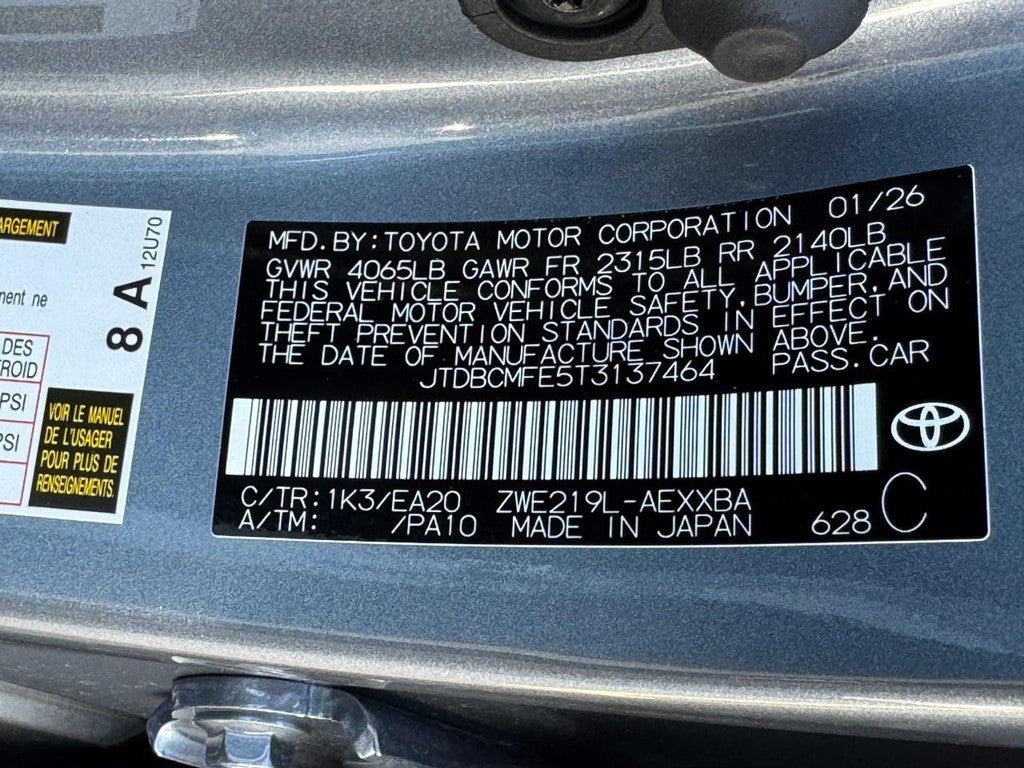 MFD.BY:TOYOTA MOTOR CORPORATION 01/26
GVWR 4065LB GAWR FR 2315LB RR 2140LB
THIS VEHICLE CONFORMS TO ALL APPLICABLE
FEDERAL MOTOR VEHICLE SAFETY,BUMPER,AND
THEFT PREVENTION STANDARDS IN EFFECT ON
THE DATE OF MANUFACTURE SHOWN ABOVE.
JTDBCMFE5T3137464 PASS.CAR
C/TR:1K3/EA20 ZWE219L-AEXXBA
A/TM: /PA10 MADE IN JAPAN 628 C
ARGEMENT
ment ne
DES
ROID
PSI
PSI
VOIR LE MANUEL
DE L'USAGER
POUR PLUS DE
RENSEIGNEMENTS.
8 A
12U70